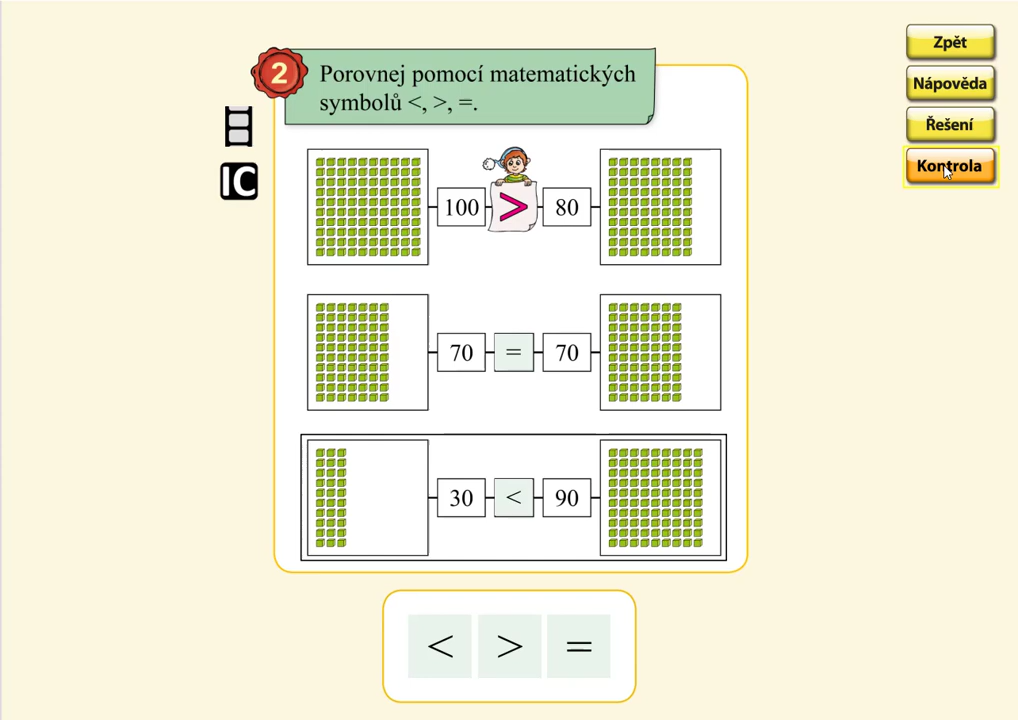 Zpět
Nápověda
Řešení
Kontrola
2
Porovnej pomocí matematických
symbolů <, >, =.
IC
100 > 80
70 = 70
30 < 90
< > =